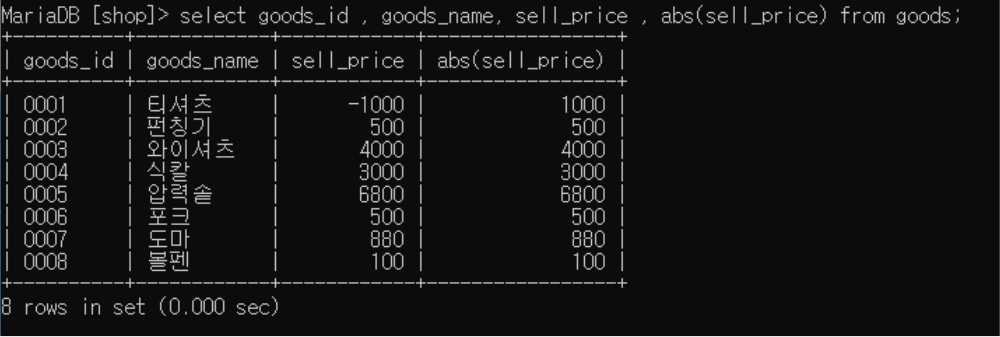 MariaDB [shop]> select goods_id , goods_name, sell_price , abs(sell_price) from goods;
+-----------+-------------+-------------+------------------+
| goods_id | goods_name | sell_price | abs(sell_price) |
+-----------+-------------+-------------+------------------+
| 0001 | 티셔츠 | -1000 | 1000 |
| 0002 | 펀칭기 | 500 | 500 |
| 0003 | 와이셔츠 | 4000 | 4000 |
| 0004 | 식칼 | 3000 | 3000 |
| 0005 | 압력솥 | 6800 | 6800 |
| 0006 | 포크 | 500 | 500 |
| 0007 | 도마 | 880 | 880 |
| 0008 | 볼펜 | 100 | 100 |
+-----------+-------------+-------------+------------------+
8 rows in set (0.000 sec)